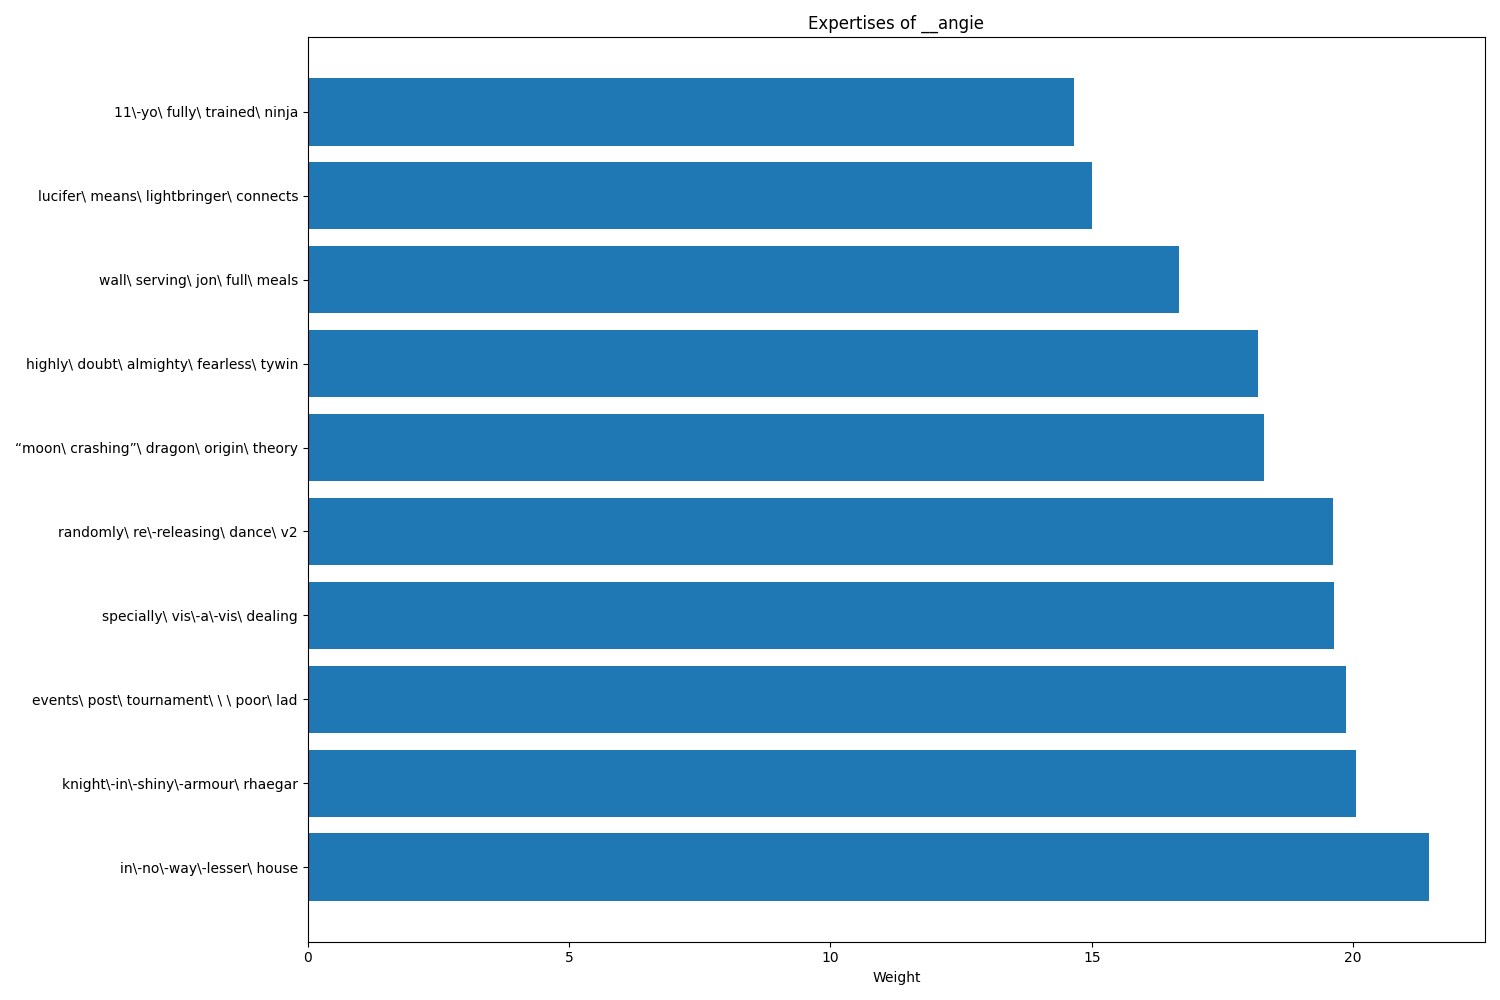 Expertises of __angie
11\-yo\ fully\ trained\ ninja
lucifer\ means\ lightbringer\ connects
wall\ serving\ jon\ full\ meals
highly\ doubt\ almighty\ fearless\ tywin
“moon\ crashing”\ dragon\ origin\ theory
randomly\ re\-releasing\ dance\ v2
specially\ vis\-a\-vis\ dealing
events\ post\ tournament\ \ \ poor\ lad
knight\-in\-shiny\-armour\ rhaegar
in\-no\-way\-lesser\ house
0 5 10 15 20
Weight